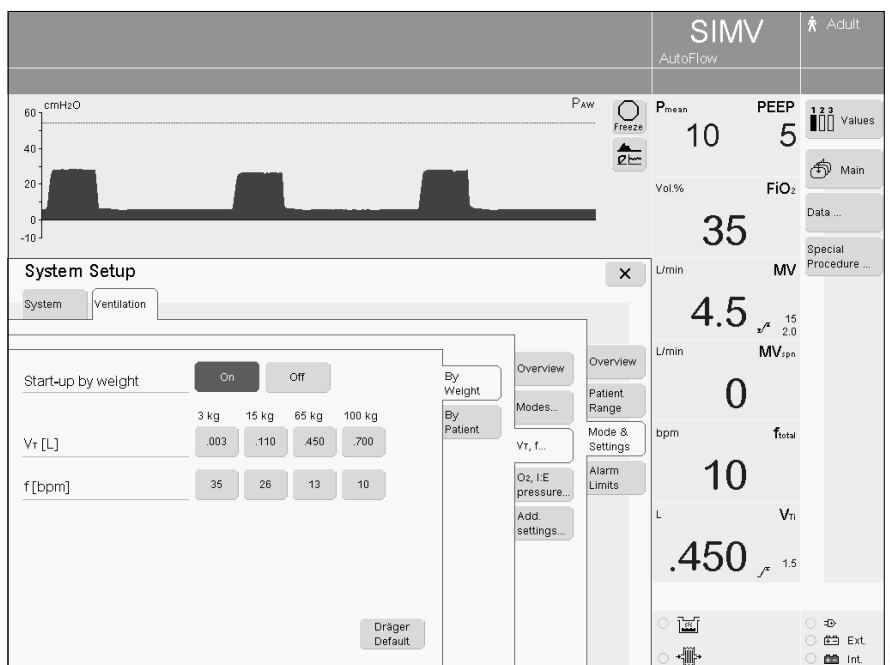 SIMV
AutoFlow
Adult
cmH2O
PAW
60
40
20
0
-10
Freeze
Pmean
PEEP
10
5
1 2 3
Values
Main
Data ...
Special
Procedure ...
Vol.%
FiO2
35
L/min
MV
4.5
15
2.0
L/min
MVspn
0
bpm
ftotal
10
L
VTi
.450
1.5
Ext.
Int.
System Setup
System
Ventilation
Start-up by weight
On
Off
3 kg 15 kg 65 kg 100 kg
VT [L]
.003 .110 .450 .700
f [bpm]
35 26 13 10
Dräger
Default
By
Weight
By
Patient
Overview
Modes...
VT, f...
O2, I:E
pressure...
Add.
settings...
Overview
Patient
Range
Mode &
Settings
Alarm
Limits